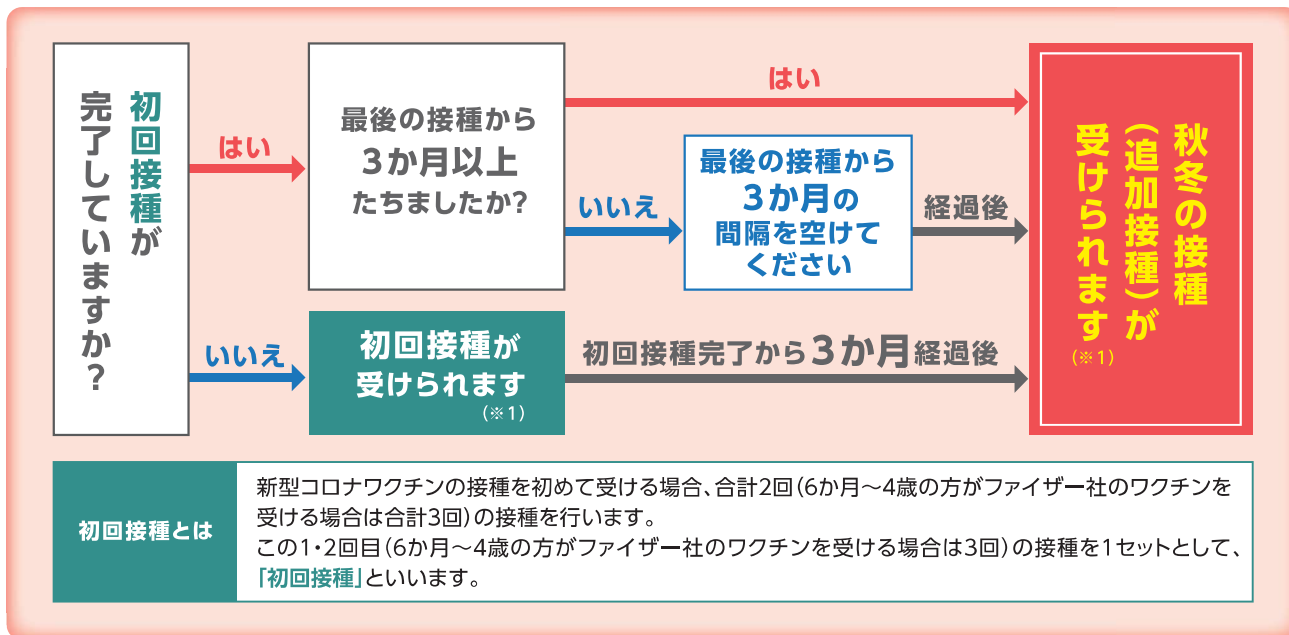 初回接種が
完了していますか?
はい
いいえ
最後の接種から
3か月以上
たちましたか?
はい
いいえ
最後の接種から
3か月の
間隔を空けて
ください
経過後
初回接種が
受けられます
(※1)
初回接種完了から3か月経過後
秋冬の接種
(追加接種)が
受けられます
(※1)
初回接種とは
新型コロナワクチンの接種を初めて受ける場合、合計2回(6か月~4歳の方がファイザー社のワクチンを
受ける場合は合計3回)の接種を行います。
この1・2回目(6か月~4歳の方がファイザー社のワクチンを受ける場合は3回)の接種を1セットとして、
「初回接種」といいます。